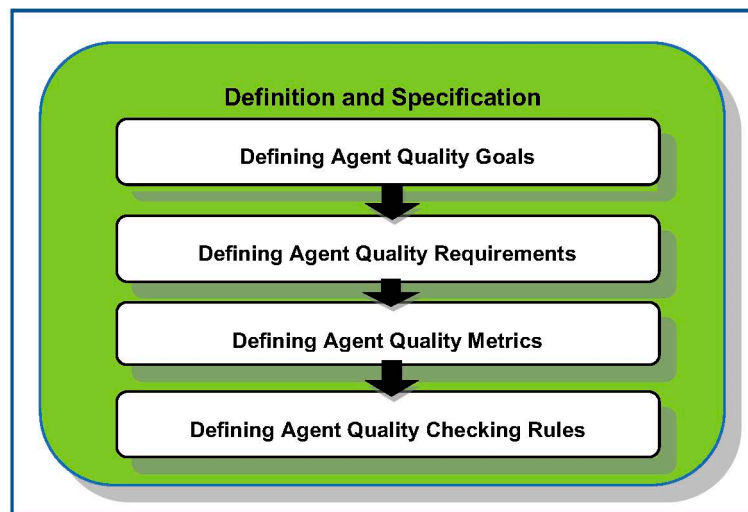 Definition and Specification
Defining Agent Quality Goals
Defining Agent Quality Requirements
Defining Agent Quality Metrics
Defining Agent Quality Checking Rules